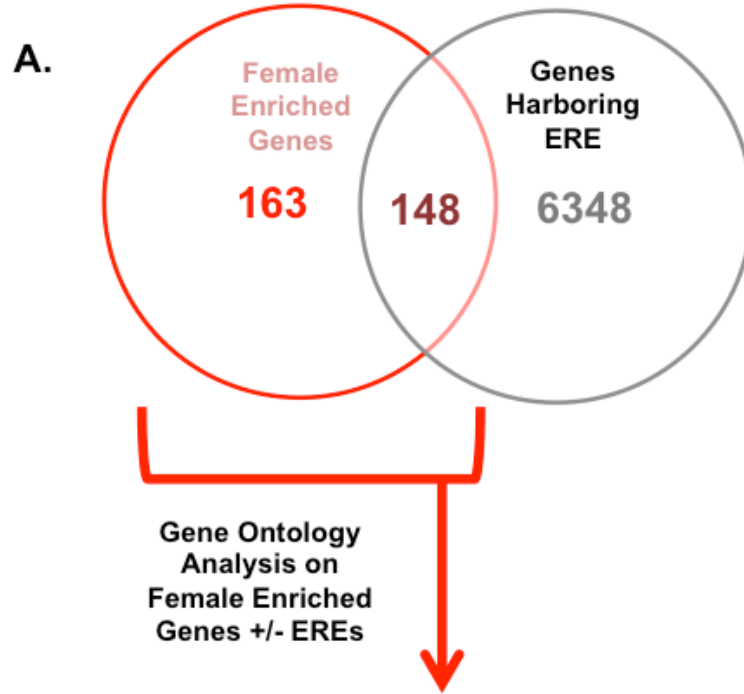 A.
Female
Enriched
Genes
163
148
Genes
Harboring
ERE
6348
Gene Ontology
Analysis on
Female Enriched
Genes +/- EREs